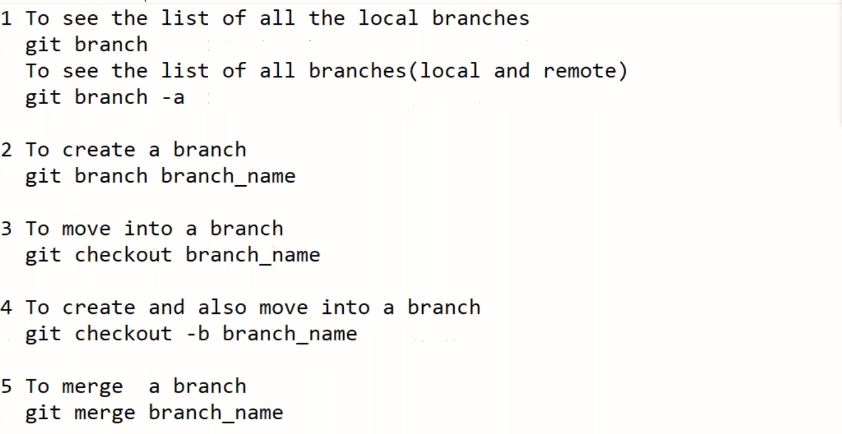 1 To see the list of all the local branches
git branch
To see the list of all branches(local and remote)
git branch -a
2 To create a branch
git branch branch_name
3 To move into a branch
git checkout branch_name
4 To create and also move into a branch
git checkout -b branch_name
5 To merge  a branch
git merge branch_name